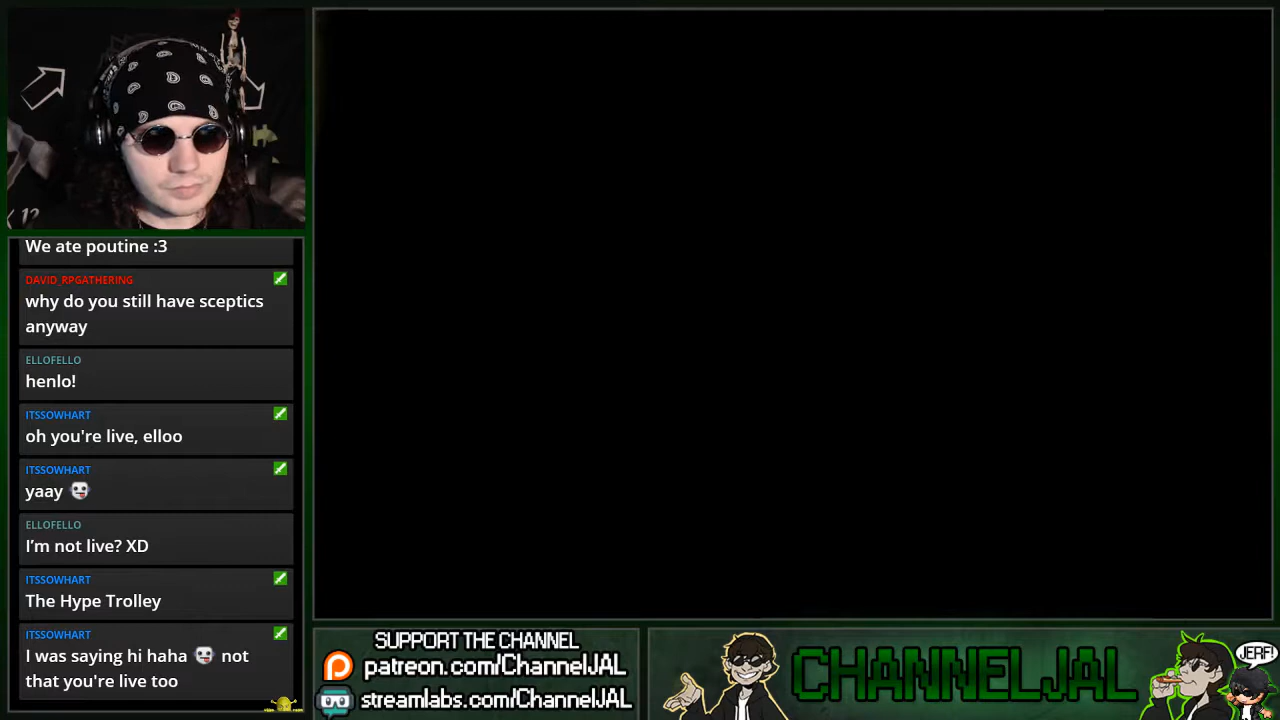 K 12
We ate poutine :3
DAVID_RPGATHERING
why do you still have sceptics
anyway
ELLOFELLO
henlo!
ITSSOWHART
oh you're live, elloo
ITSSOWHART
yaay
ELLOFELLO
I'm not live? XD
ITSSOWHART
The Hype Trolley
ITSSOWHART
I was saying hi haha not
that you're live too
SUPPORT THE CHANNEL
patreon.com/ChannelJAL
streamlabs.com/ChannelJAL
CHANNELJAL
JERF!